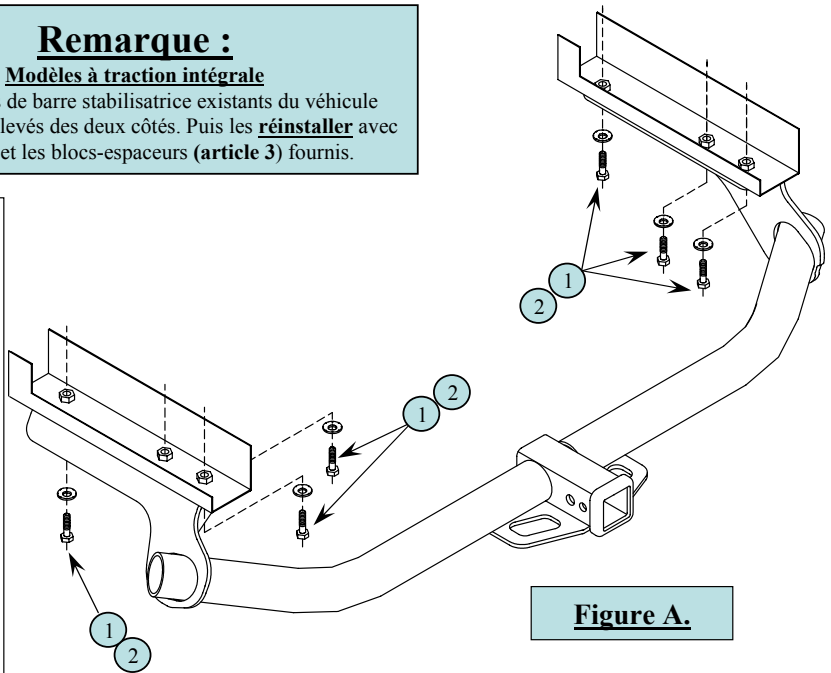 Remarque :
Modèles à traction intégrale
de barre stabilisatrice existants du véhicule
levés des deux côtés. Puis les réinstaller avec
et les blocs-espaceurs (article 3) fournis.
1
2
2
1
1
2
Figure A.